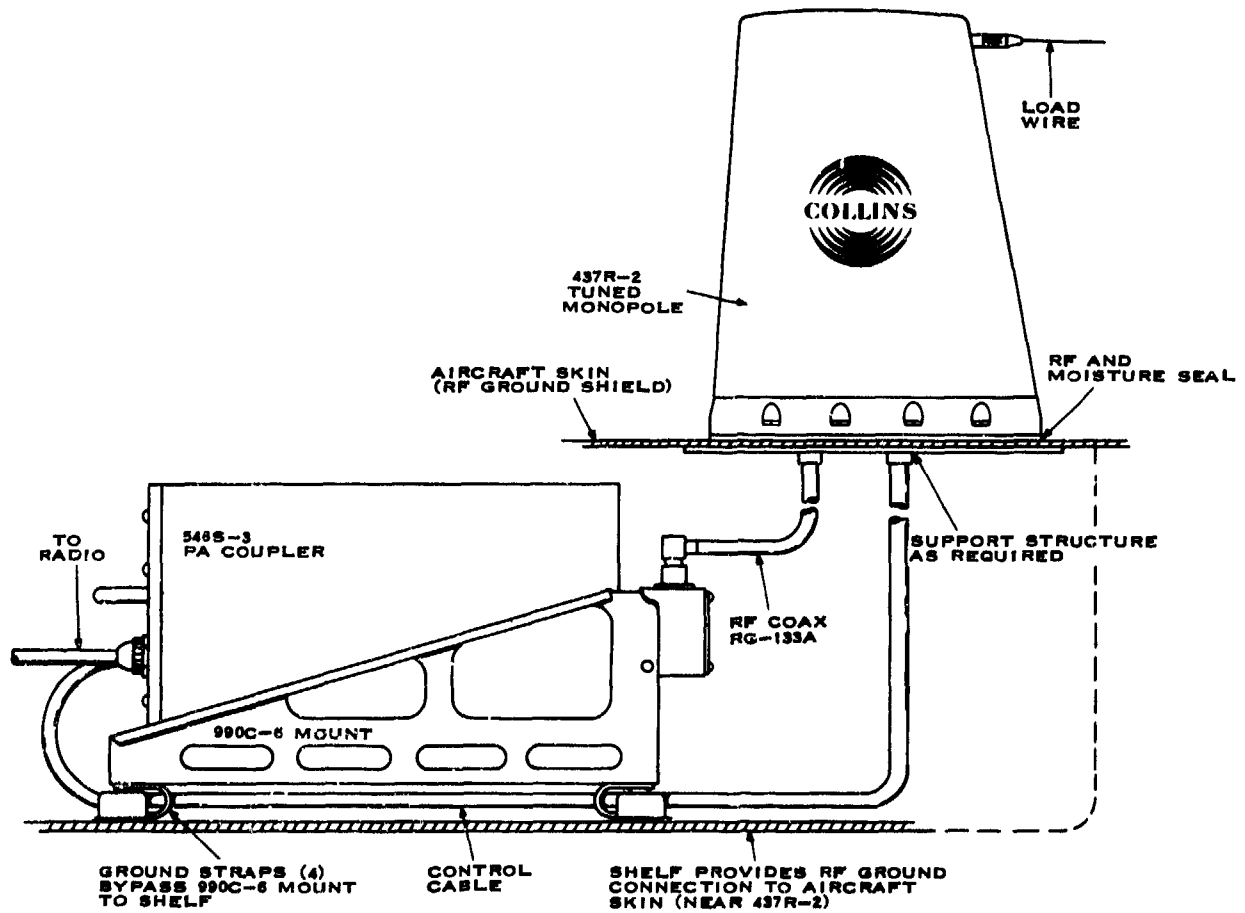 LOAD
WIRE
COLLINS
437R-2
TUNED
MONOPOLE
AIRCRAFT SKIN
(RF GROUND SHIELD)
RF AND
MOISTURE SEAL
TO
RADIO
546S-3
PA COUPLER
SUPPORT STRUCTURE
AS REQUIRED
RF COAX
RG-133A
990C-6 MOUNT
GROUND STRAPS (4)
BYPASS 990C-6 MOUNT
TO SHELF
CONTROL
CABLE
SHELF PROVIDES RF GROUND
CONNECTION TO AIRCRAFT
SKIN (NEAR 437R-2)